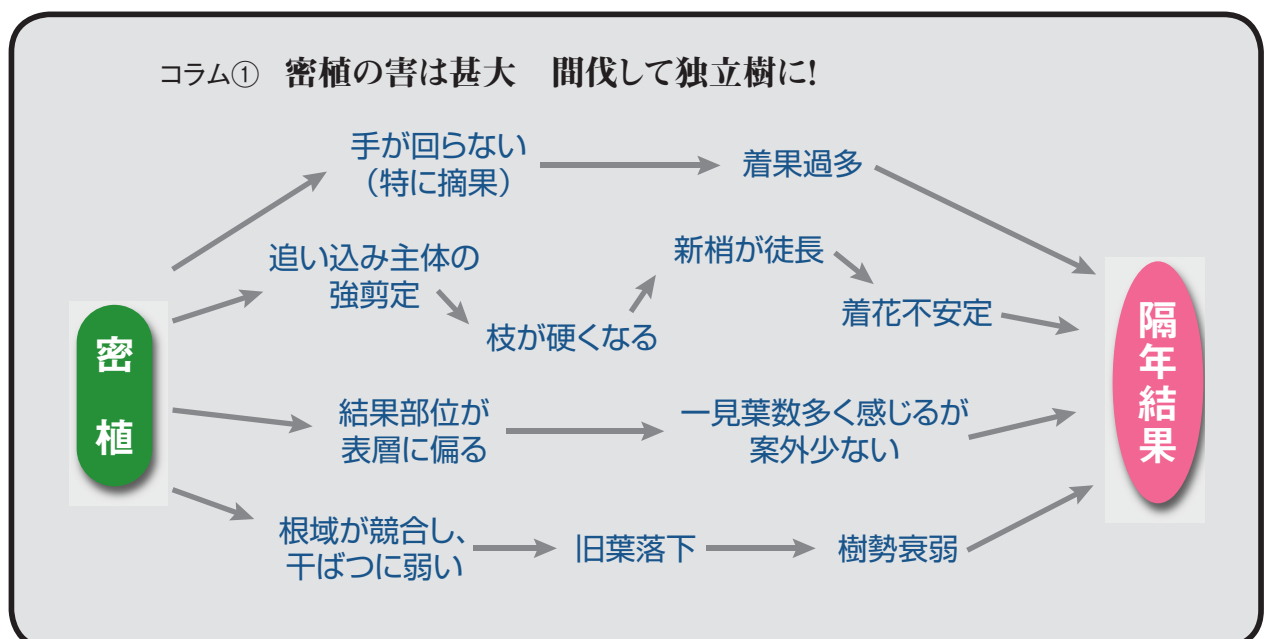 コラム① 密植の害は甚大 間伐して独立樹に!
手が回らない
（特に摘果）
着果過多
追い込み主体の
強剪定
枝が硬くなる
新梢が徒長
着花不安定
密植
結果部位が
表層に偏る
一見葉数多く感じるが
案外少ない
根域が競合し、
干ばつに弱い
旧葉落下
樹勢衰弱
隔年結果